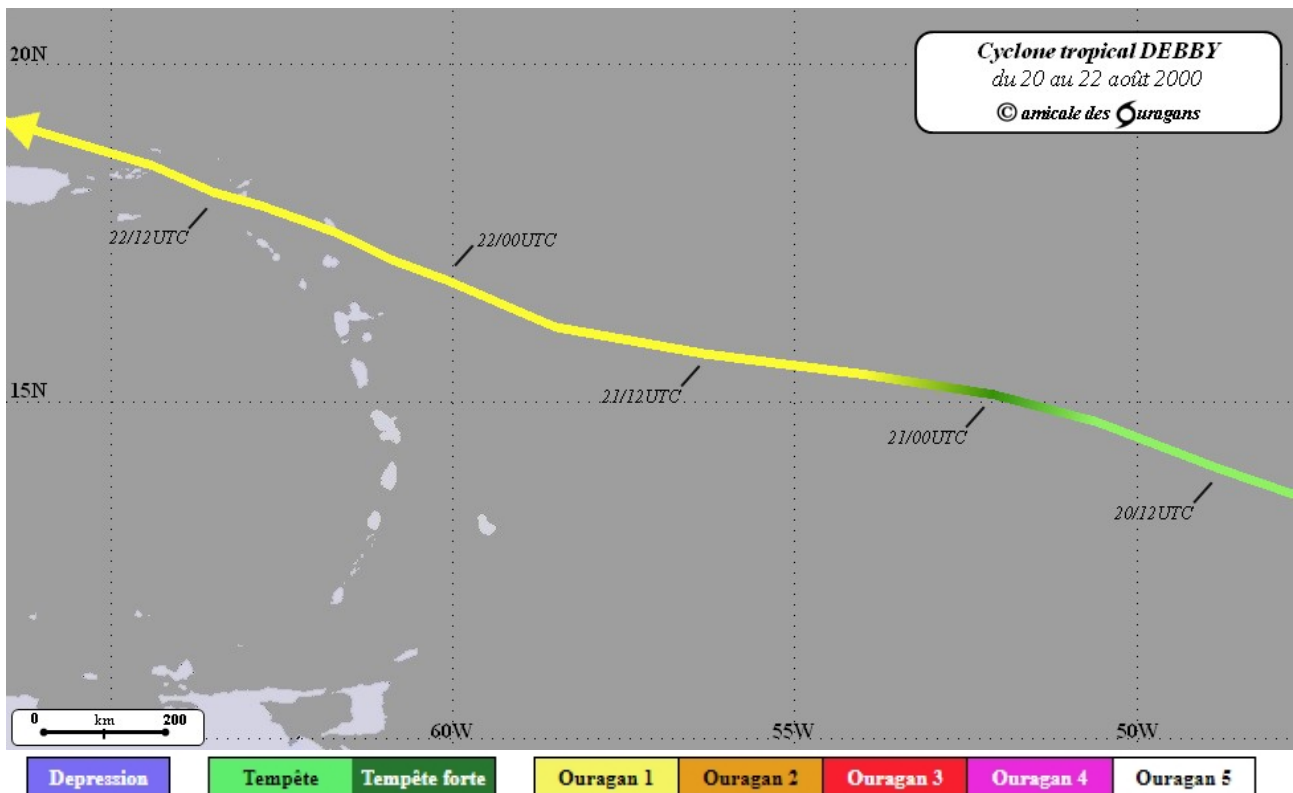 20N
Cyclone tropical DEBBY
du 20 au 22 août 2000
© amicale des Ouragans
22/12UTC
22/00UTC
15N
21/12UTC
21/00UTC
20/12UTC
0 km 200
60W
55W
50W
Depression
Tempête
Tempête forte
Ouragan 1
Ouragan 2
Ouragan 3
Ouragan 4
Ouragan 5